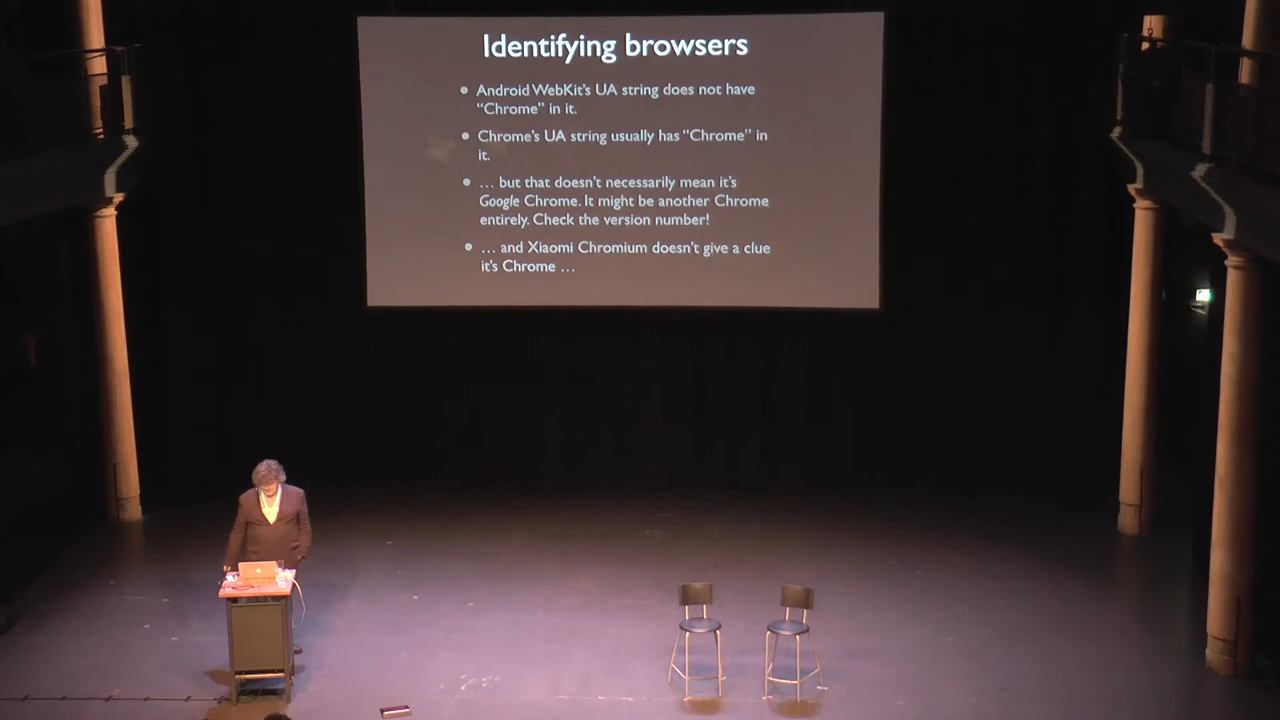 Identifying browsers
• Android WebKit's UA string does not have
"Chrome" in it.
• Chrome's UA string usually has "Chrome" in
it.
• … but that doesn't necessarily mean it's
Google Chrome. It might be another Chrome
entirely. Check the version number!
• … and Xiaomi Chromium doesn't give a clue
it's Chrome …